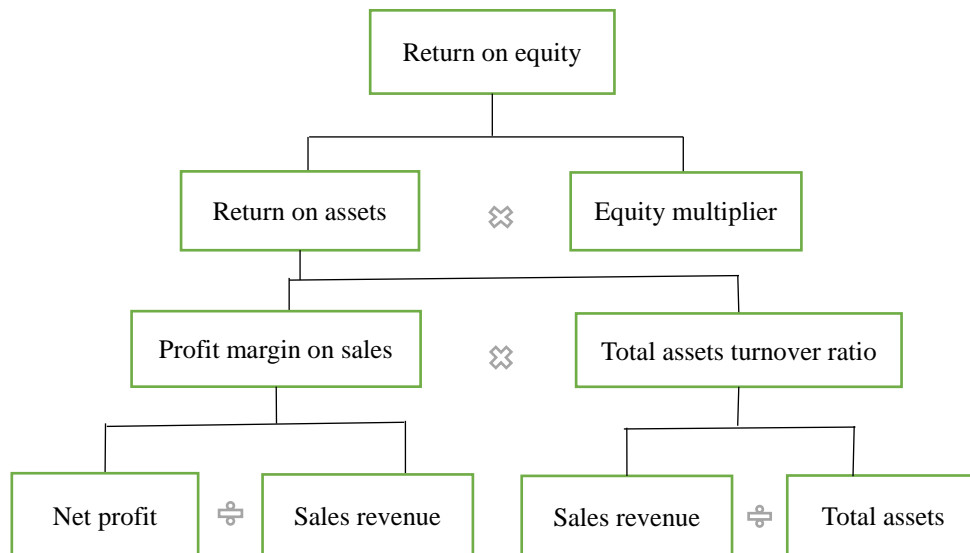 Return on equity
Return on assets
Equity multiplier
Profit margin on sales
Total assets turnover ratio
Net profit
Sales revenue
Sales revenue
Total assets